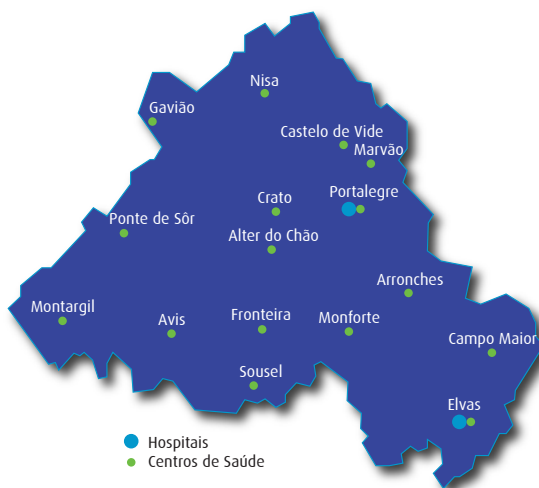 Nisa
Gavião
Castelo de Vide
Marvão
Portalegre
Crato
Ponte de Sôr
Alter do Chão
Arronches
Montargil
Avis
Fronteira
Monforte
Campo Maior
Sousel
Elvas
Hospitais
Centros de Saúde